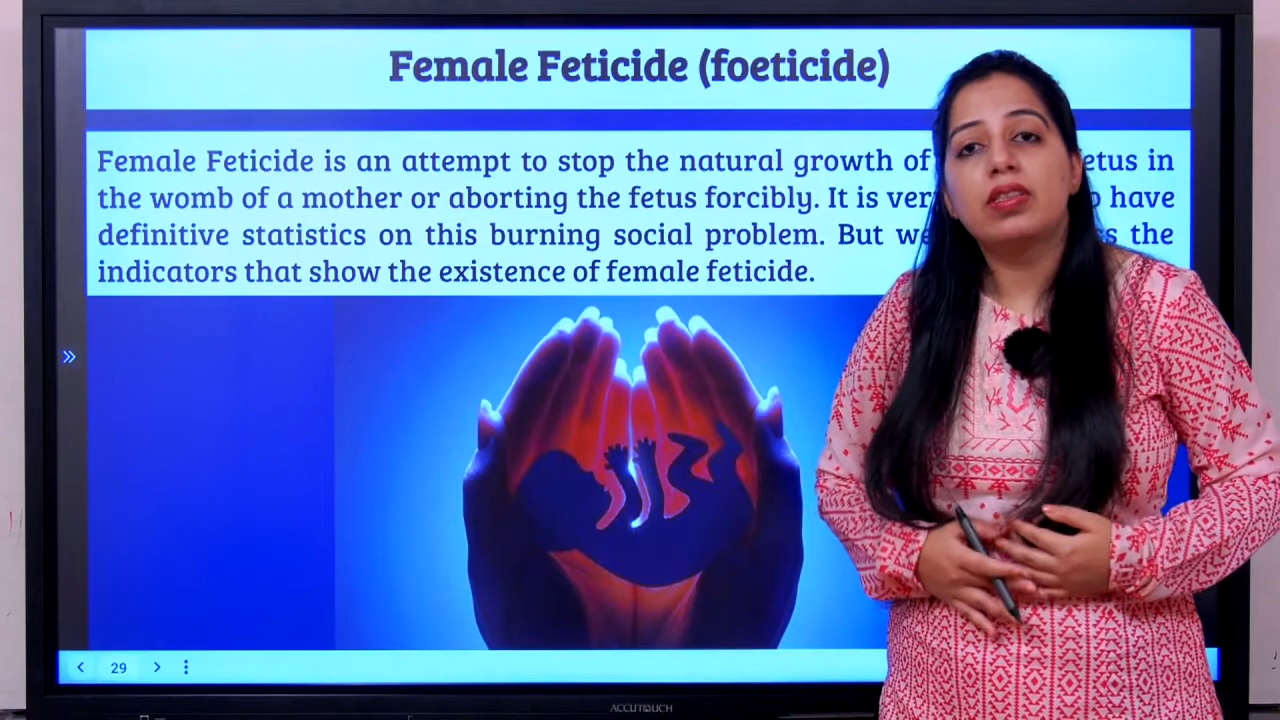 Female Feticide (foeticide)
Female Feticide is an attempt to stop the natural growth of etus in
the womb of a mother or aborting the fetus forcibly. It is ver have
definitive statistics on this burning social problem. But we the
indicators that show the existence of female feticide.
29
ACCUTOUCH